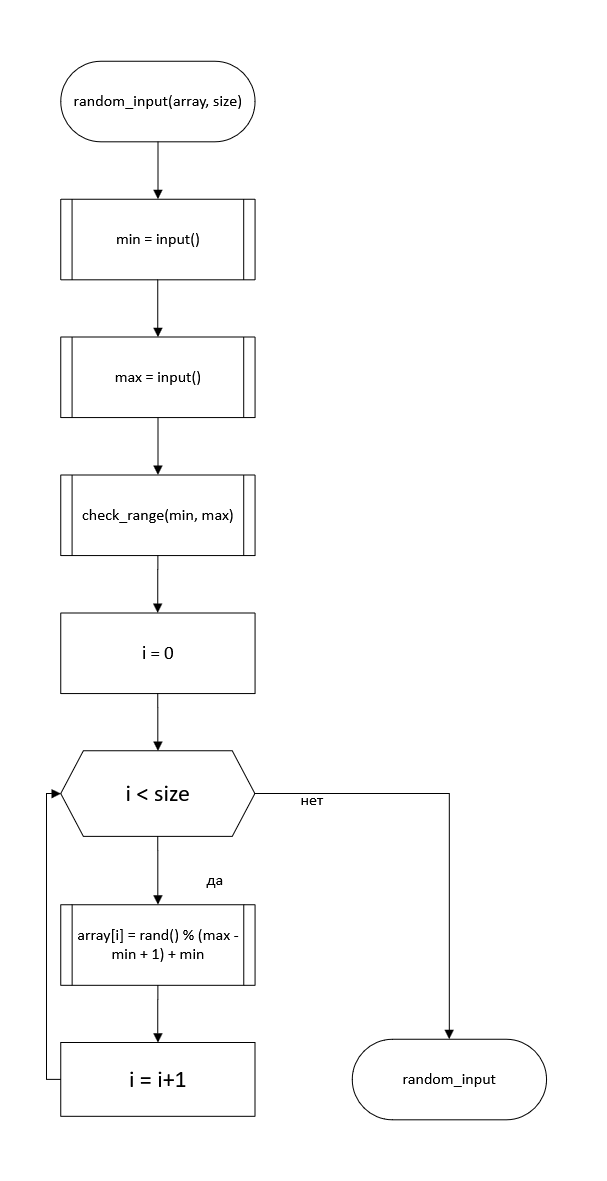 random_input(array, size)
min = input()
max = input()
check_range(min, max)
i = 0
i < size
нет
да
array[i] = rand() % (max -
min + 1) + min
i = i+1
random_input